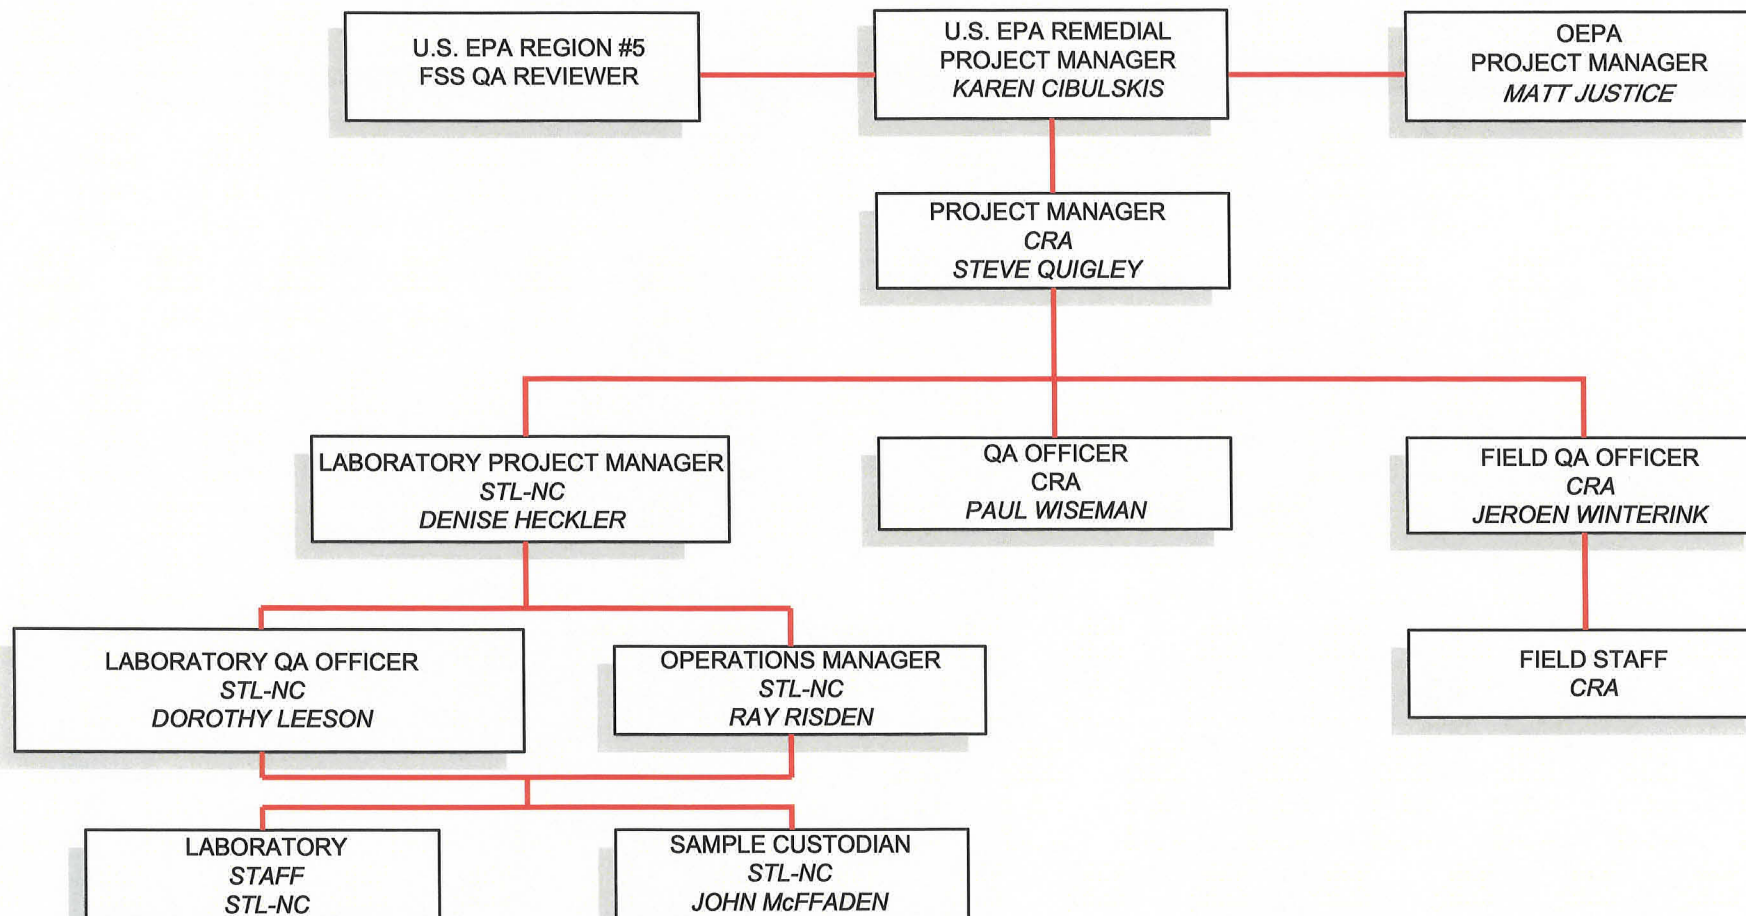 U.S. EPA REGION #5
FSS QA REVIEWER
U.S. EPA REMEDIAL
PROJECT MANAGER
KAREN CIBULSKIS
OEPA
PROJECT MANAGER
MATT JUSTICE
PROJECT MANAGER
CRA
STEVE QUIGLEY
LABORATORY PROJECT MANAGER
STL-NC
DENISE HECKLER
QA OFFICER
CRA
PAUL WISEMAN
FIELD QA OFFICER
CRA
JEROEN WINTERINK
LABORATORY QA OFFICER
STL-NC
DOROTHY LEESON
OPERATIONS MANAGER
STL-NC
RAY RISDEN
FIELD STAFF
CRA
LABORATORY
STAFF
STL-NC
SAMPLE CUSTODIAN
STL-NC
JOHN McFFADEN